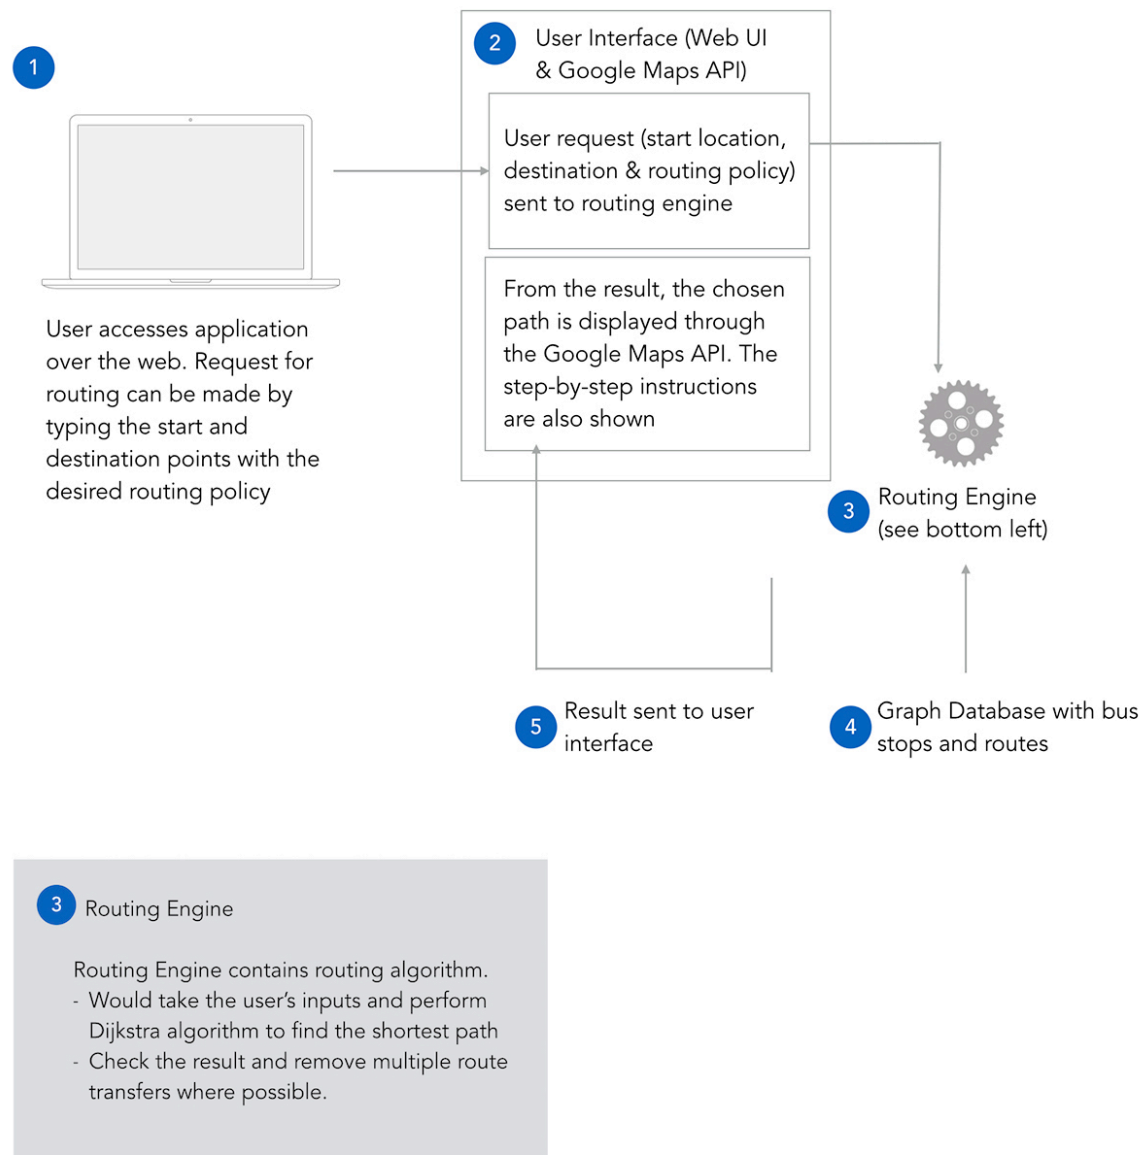 1
User accesses application
over the web. Request for
routing can be made by
typing the start and
destination points with the
desired routing policy
2
User Interface (Web UI
& Google Maps API)
User request (start location,
destination & routing policy)
sent to routing engine
From the result, the chosen
path is displayed through
the Google Maps API. The
step-by-step instructions
are also shown
3
Routing Engine
(see bottom left)
4
Graph Database with bus
stops and routes
5
Result sent to user
interface
3
Routing Engine
Routing Engine contains routing algorithm.
- Would take the user’s inputs and perform
Dijkstra algorithm to find the shortest path
- Check the result and remove multiple route
transfers where possible.